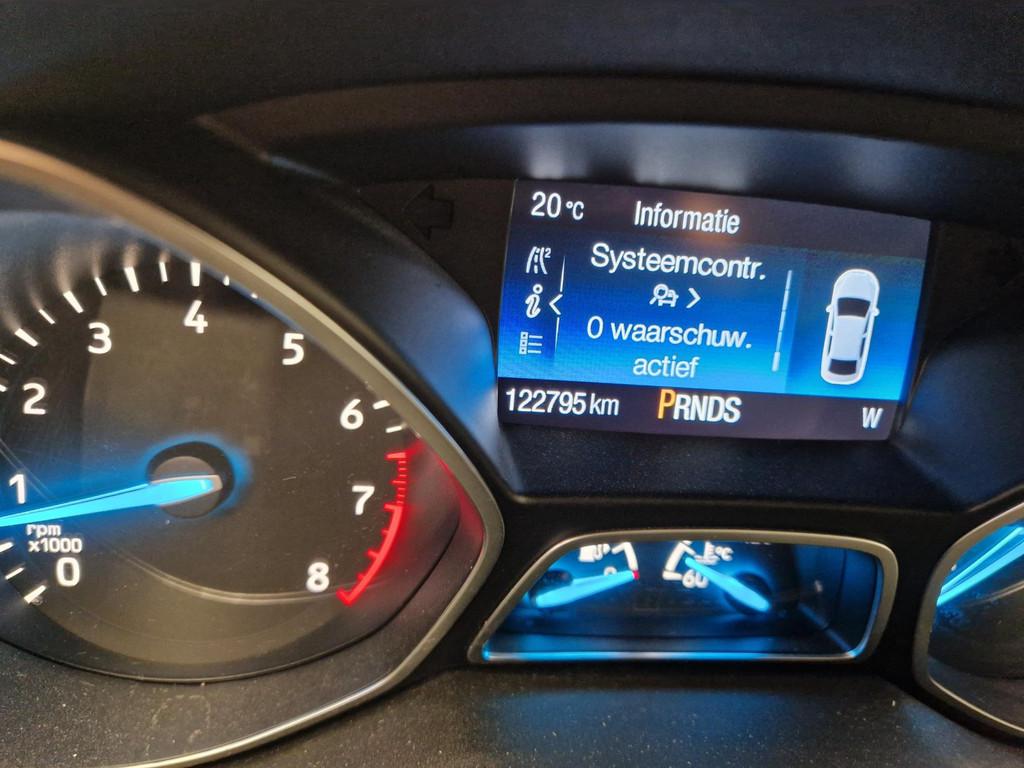 20 °C Informatie
Systeemcontr.
0 waarschuw.
actief
122795 km PRNDS W
0
1
2
3
4
5
6
7
8
rpm
x1000
60
°C